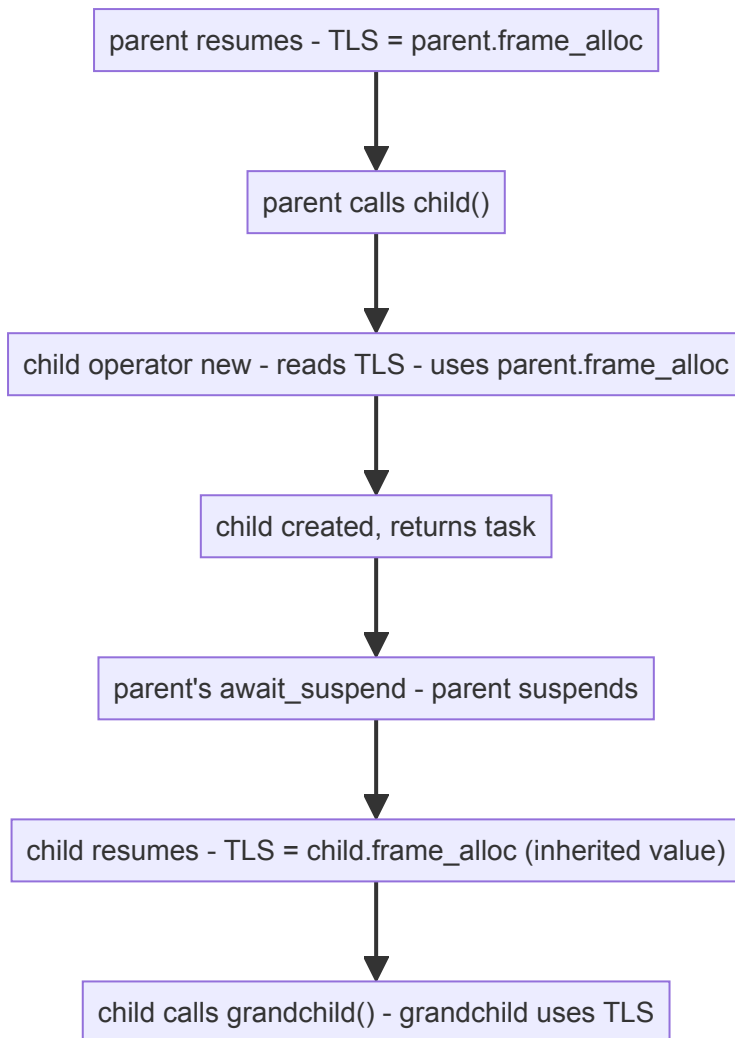 parent resumes - TLS = parent.frame_alloc
parent calls child()
child operator new - reads TLS - uses parent.frame_alloc
child created, returns task
parent's await_suspend - parent suspends
child resumes - TLS = child.frame_alloc (inherited value)
child calls grandchild() - grandchild uses TLS